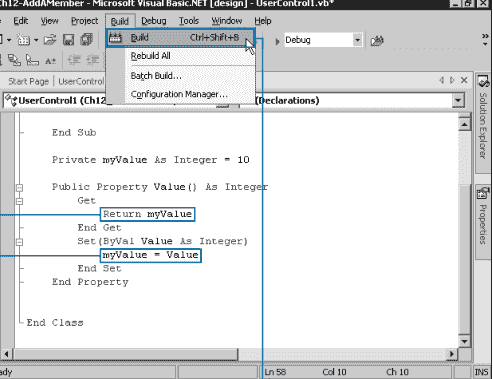 Ch12-AddAMember - Microsoft Visual Basic.NET [design] - UserControl1.vb*
Edit View Project Build Debug Tools Window Help
Build Ctrl+Shift+B
Debug
Rebuild All
Batch Build...
Configuration Manager...
Start Page UserControl
UserControl1 (Ch12_
(Declarations)
End Sub
Private myValue As Integer = 10
Public Property Value() As Integer
Get
Return myValue
End Get
Set(ByVal Value As Integer)
myValue = Value
End Set
End Property
End Class
Solution Explorer
Properties
ady Ln 58 Col 10 Ch 10 INS